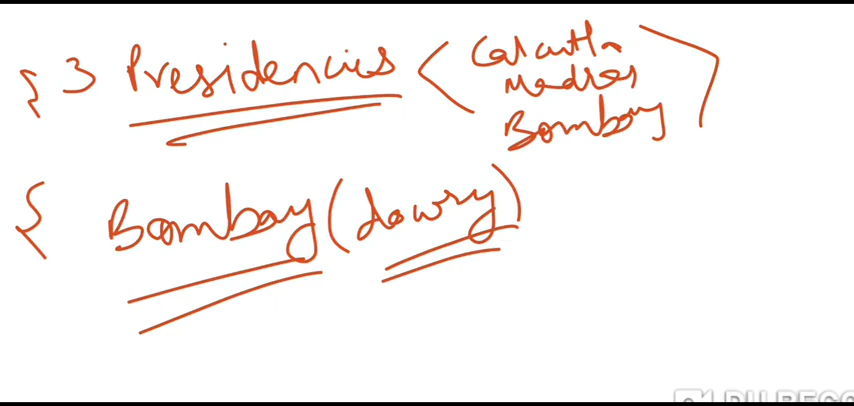 { 3 Presidencies < Calcutta
Madras
Bombay
{ Bombay (dowry)